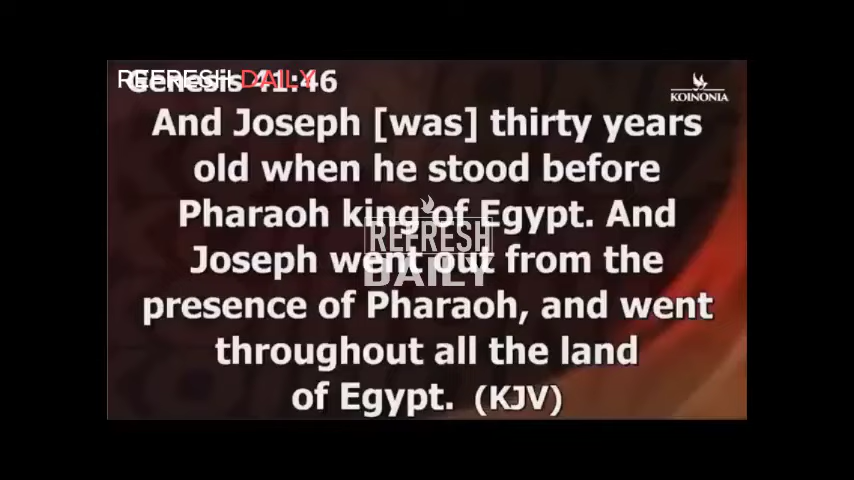 REFRESH DAILY
Genesis 41:46
KOINONIA
And Joseph [was] thirty years
old when he stood before
Pharaoh king of Egypt. And
REFRESH
Joseph went out from the
DAILY
presence of Pharaoh, and went
throughout all the land
of Egypt. (KJV)